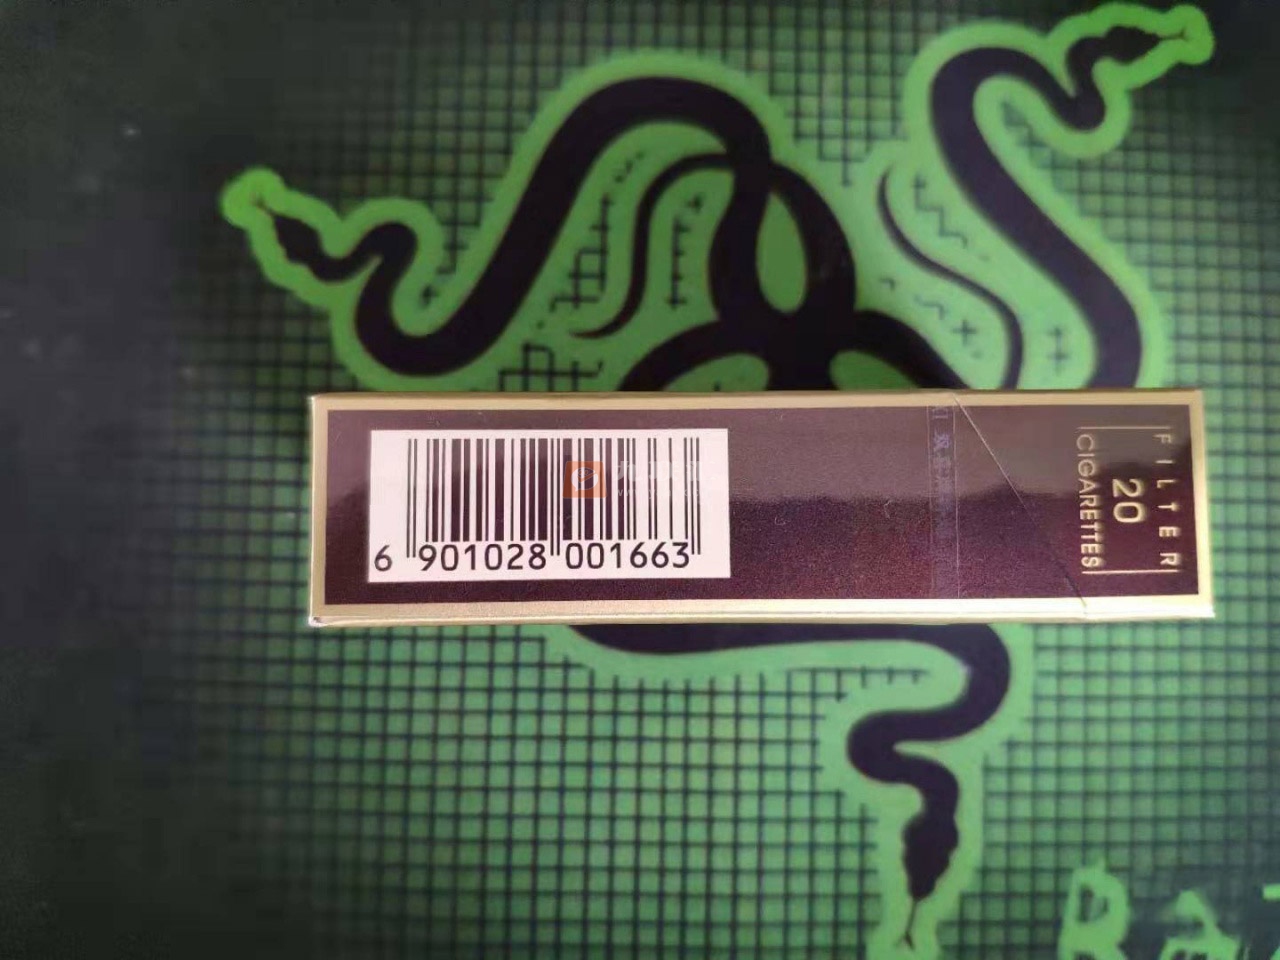 6 901028 001663
FILTER
20
CIGARETTES